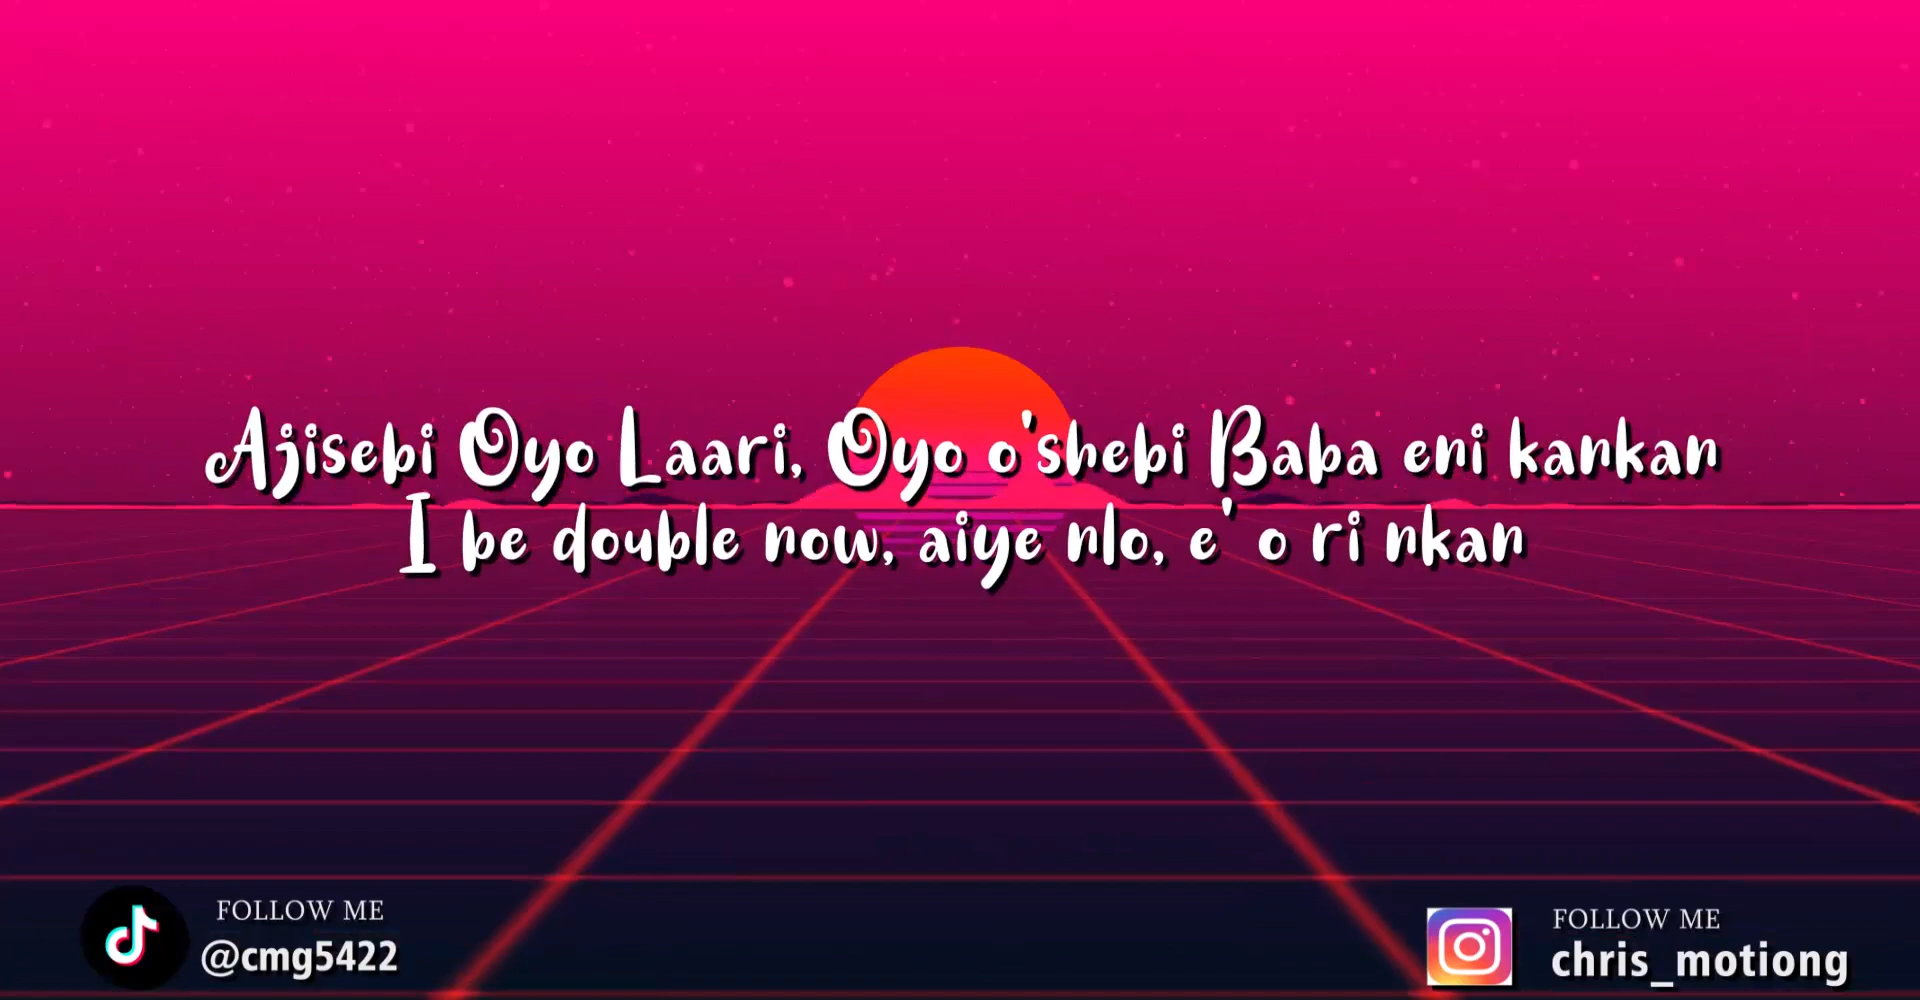 Ajisebi Oyo Laari, Oyo o'shebi Baba eni kankan
I be double now, aiye nlo, e' o ri nkan
FOLLOW ME
@cmg5422
FOLLOW ME
chris_motiong